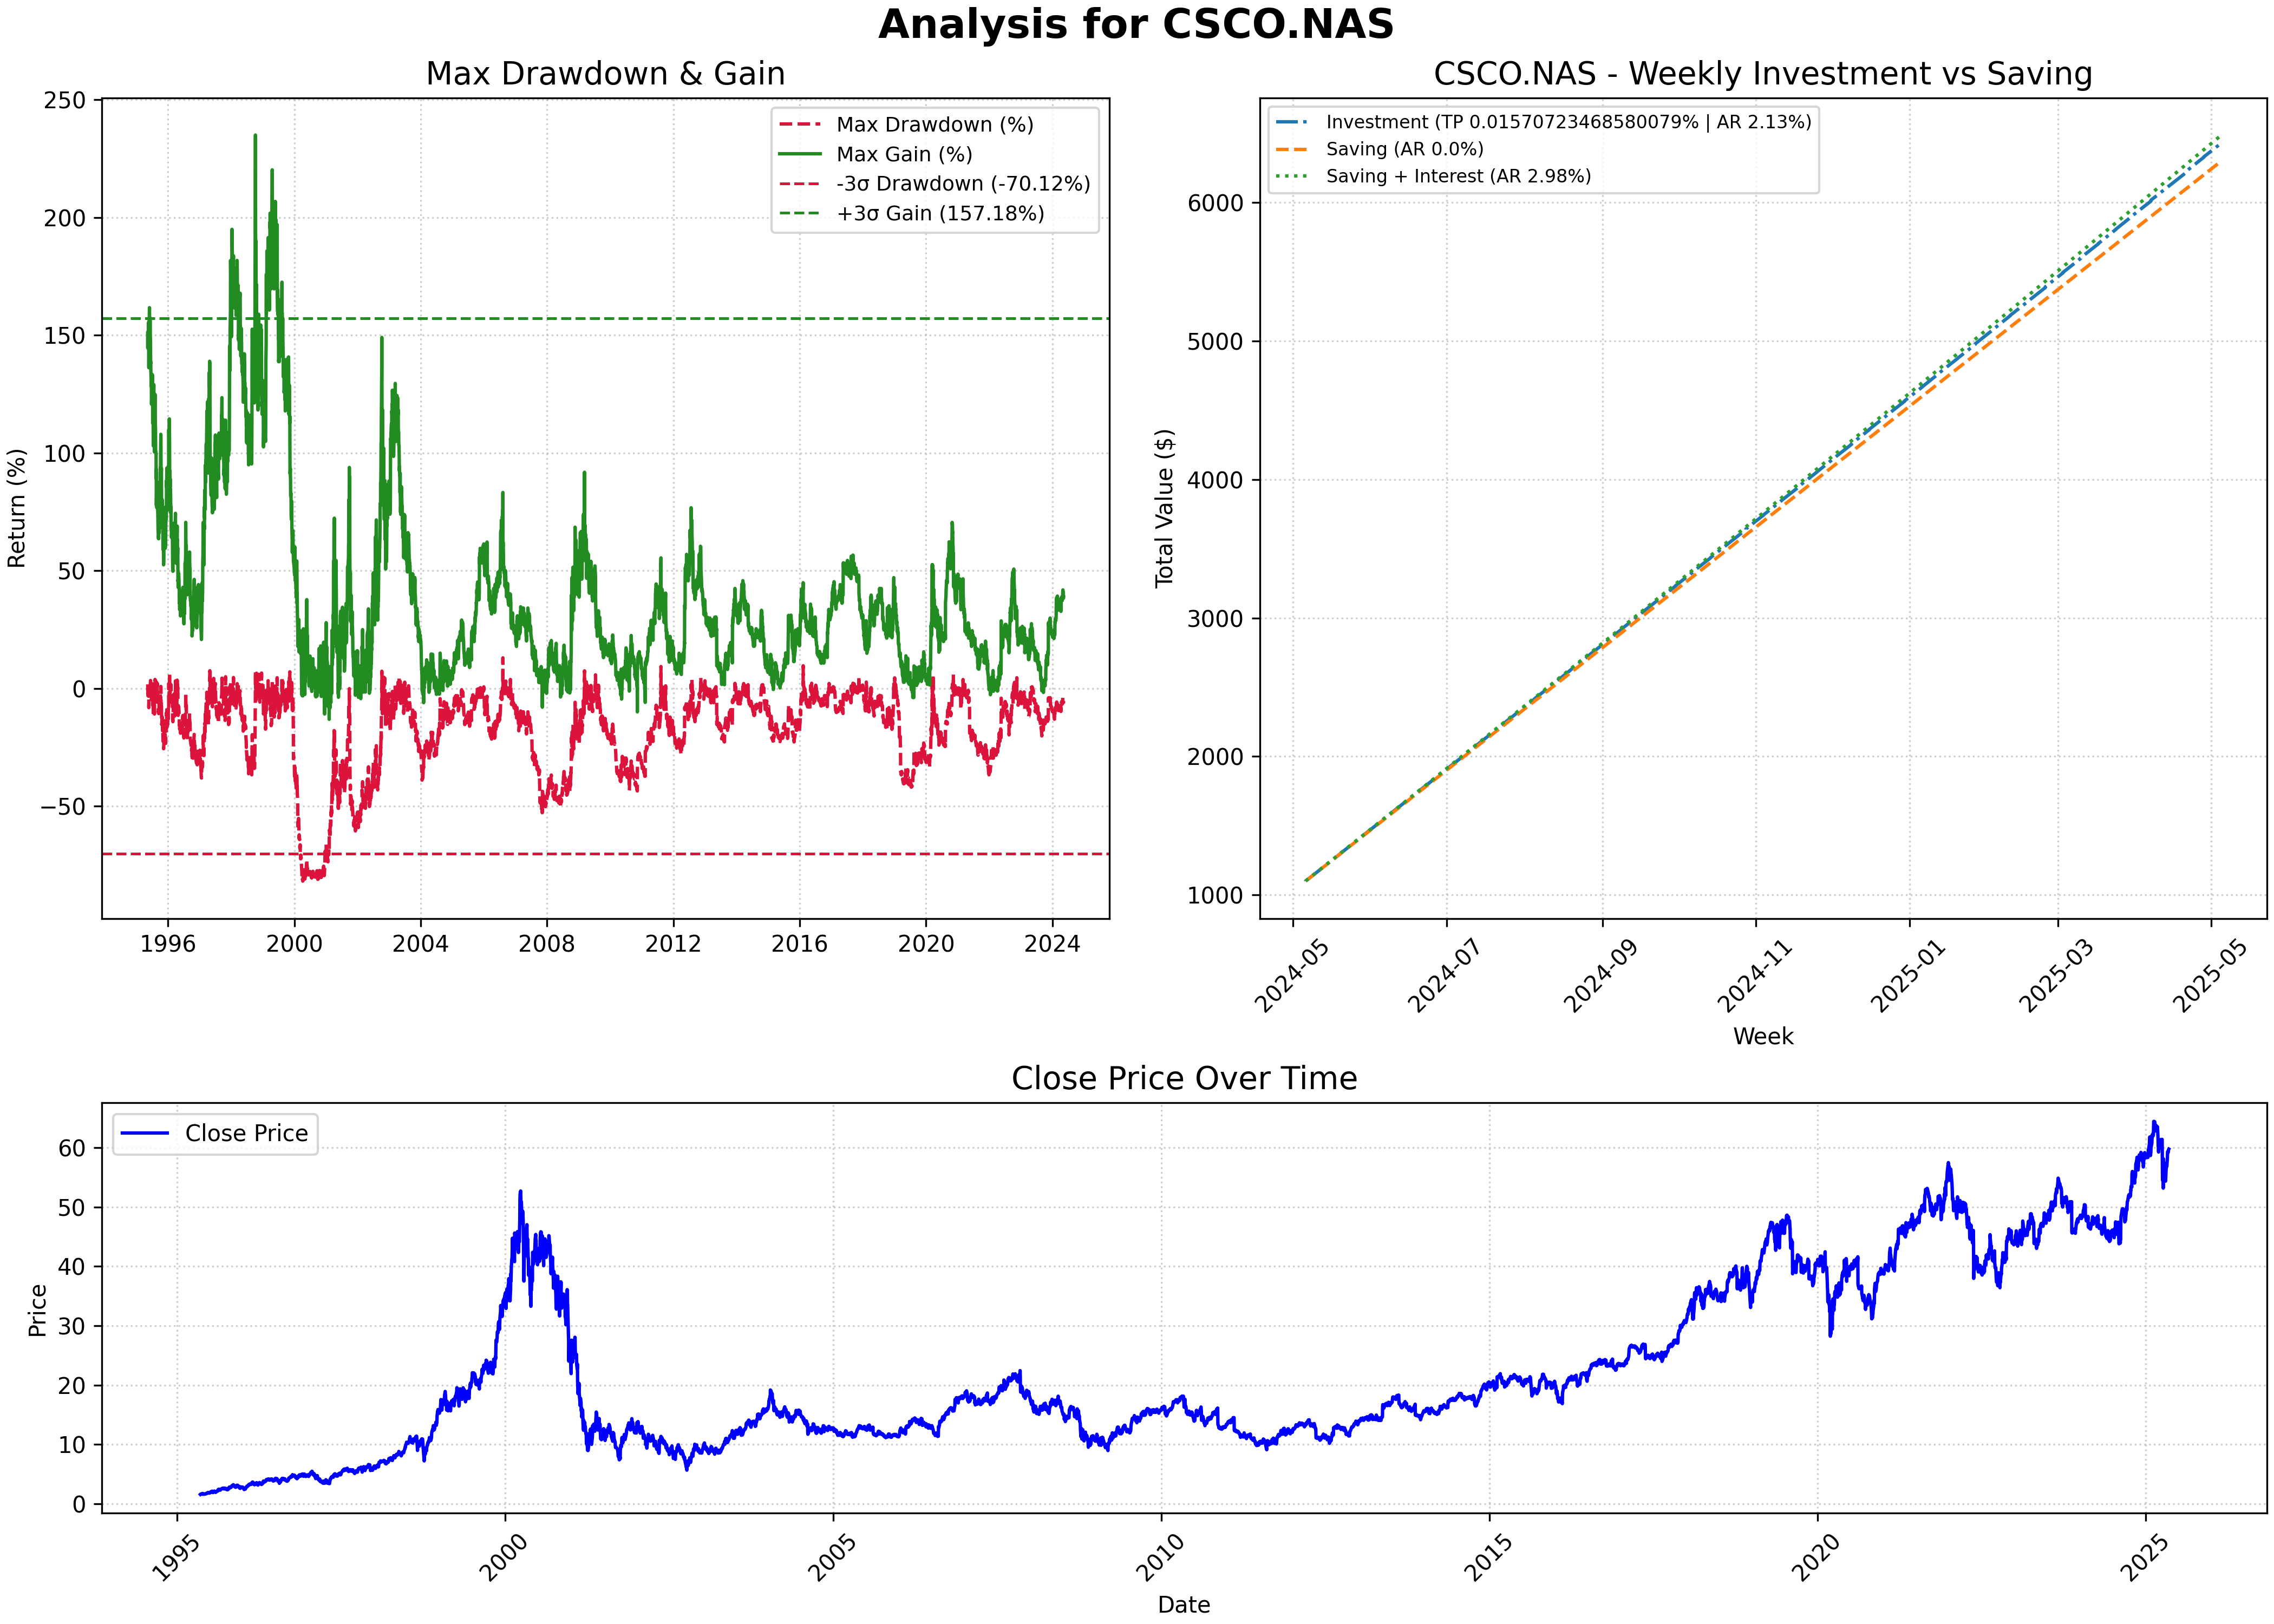 Analysis for CSCO.NAS
Max Drawdown & Gain
Return (%)
250
200
150
100
50
0
−50
Max Drawdown (%)
Max Gain (%)
-3σ Drawdown (-70.12%)
+3σ Gain (157.18%)
1996
2000
2004
2008
2012
2016
2020
2024
CSCO.NAS - Weekly Investment vs Saving
Total Value ($)
6000
5000
4000
3000
2000
1000
Investment (TP 0.01570723468580079% | AR 2.13%)
Saving (AR 0.0%)
Saving + Interest (AR 2.98%)
2024-05
2024-07
2024-09
2024-11
2025-01
2025-03
2025-05
Week
Close Price Over Time
Price
60
50
40
30
20
10
0
Close Price
1995
2000
2005
2010
2015
2020
2025
Date